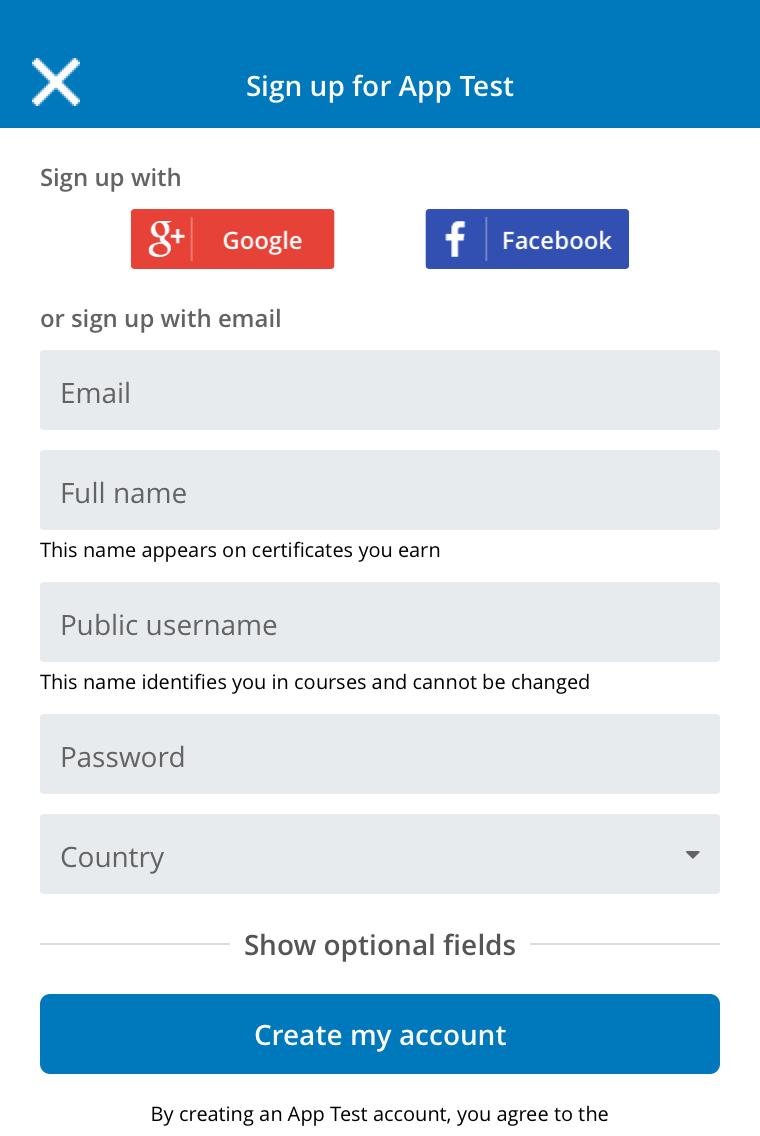 Sign up for App Test
Sign up with
g+ Google
f Facebook
or sign up with email
Email
Full name
This name appears on certificates you earn
Public username
This name identifies you in courses and cannot be changed
Password
Country
Show optional fields
Create my account
By creating an App Test account, you agree to the